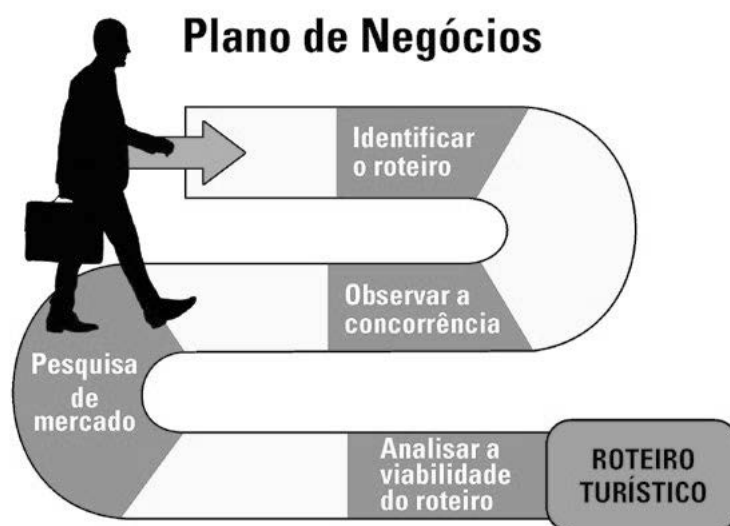 Plano de Negócios
Identificar
o roteiro
Observar a
concorrência
Pesquisa
de
mercado
Analisar a
viabilidade
do roteiro
ROTEIRO
TURÍSTICO